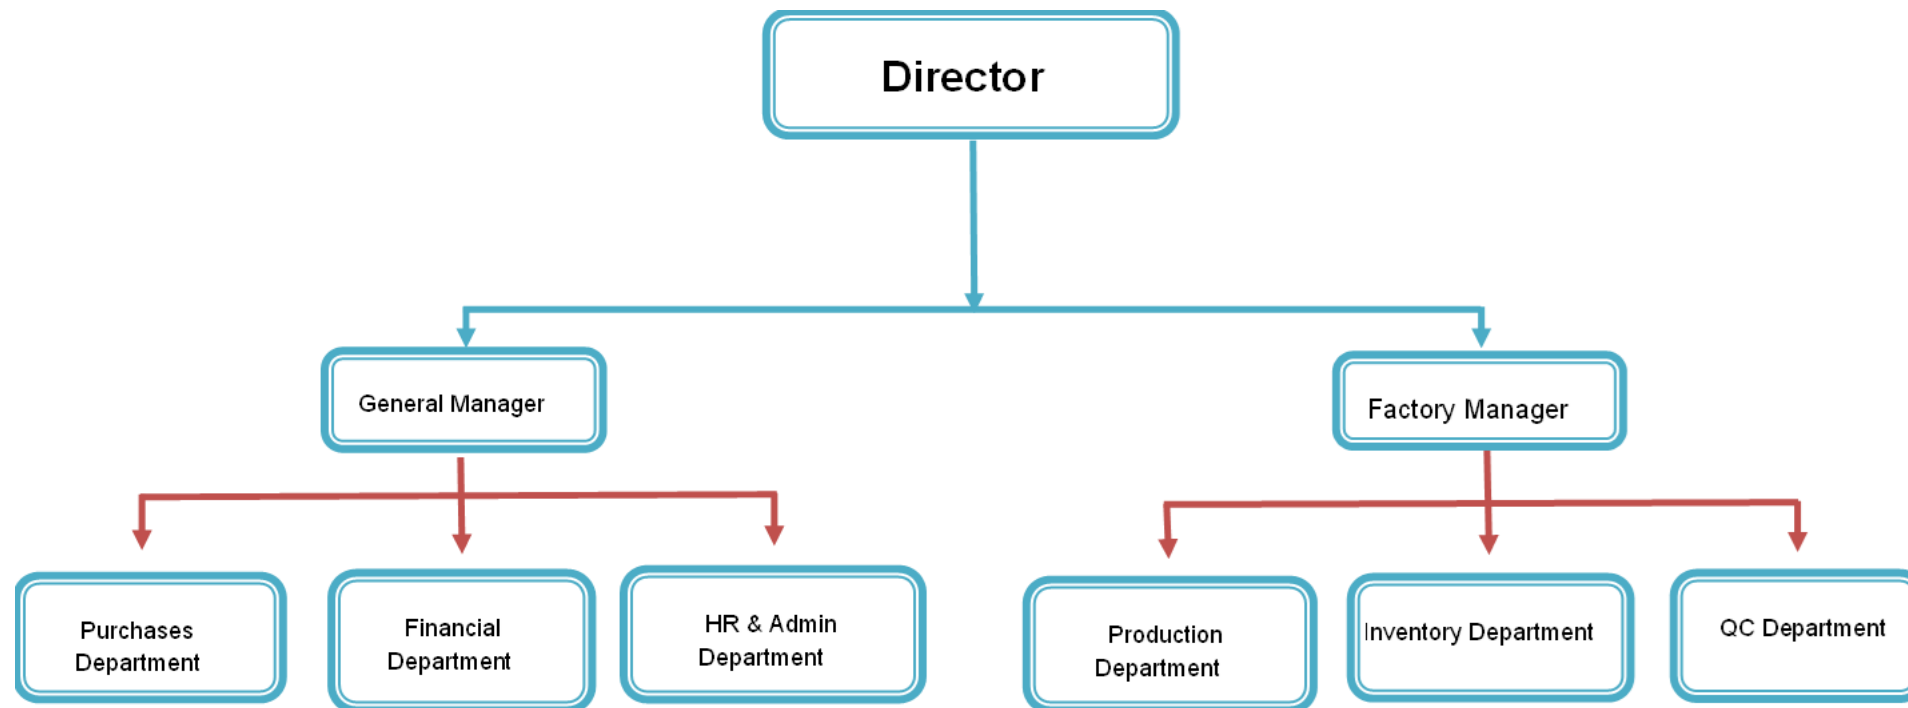 Director
General Manager
Factory Manager
Purchases
Department
Financial
Department
HR & Admin
Department
Production
Department
Inventory Department
QC Department